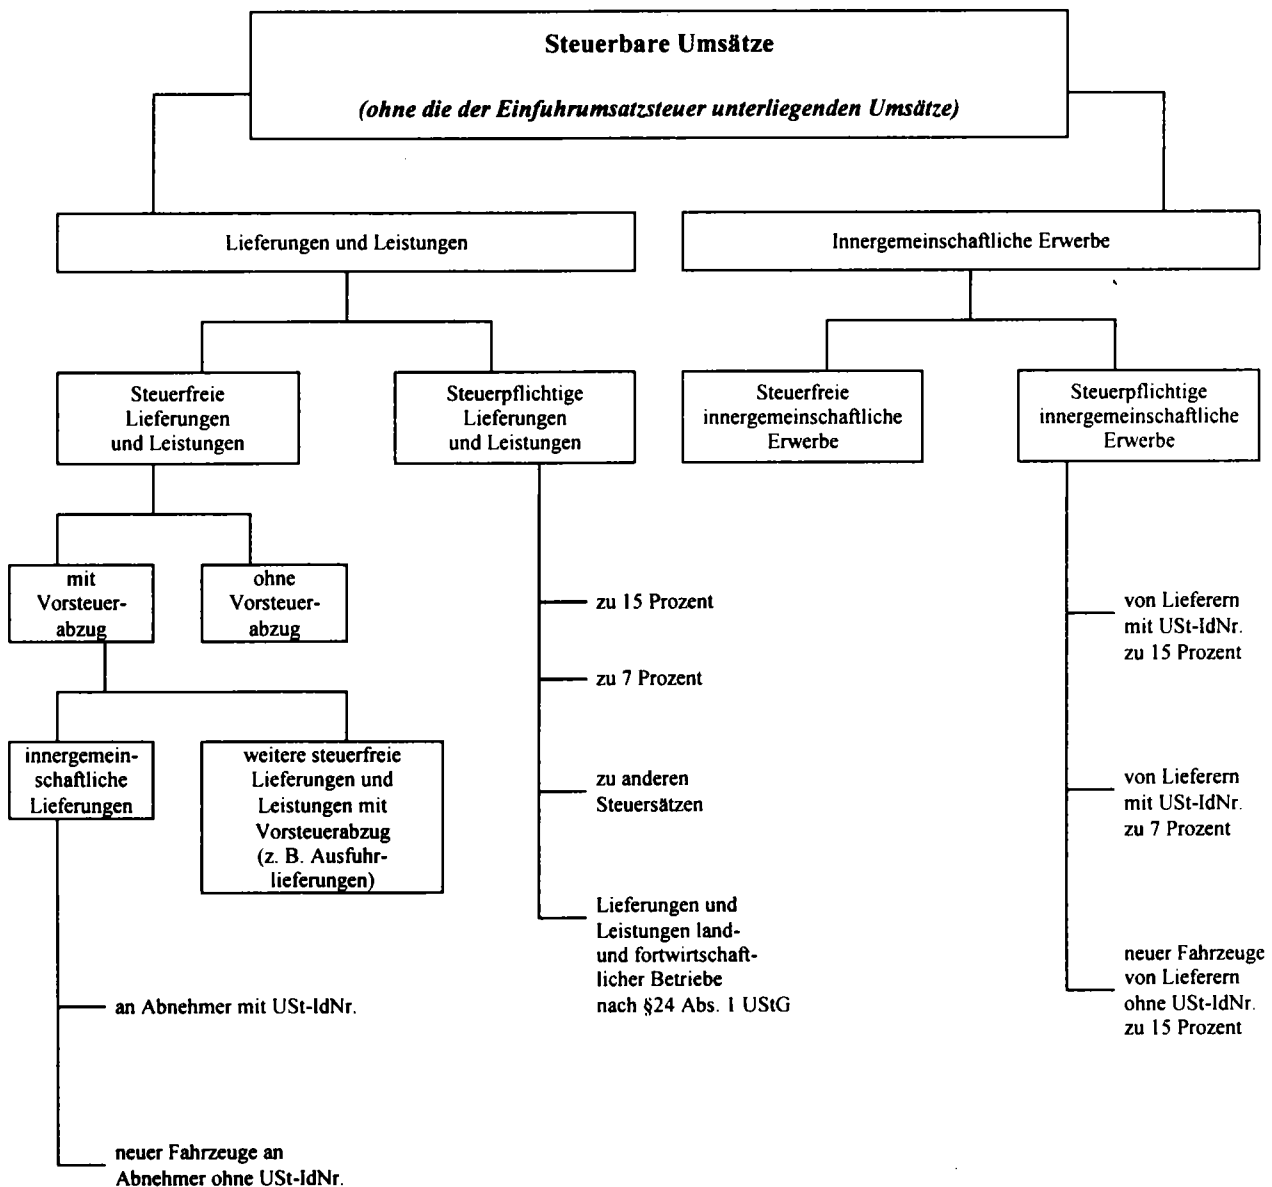 Steuerbare Umsätze
(ohne die der Einfuhrumsatzsteuer unterliegenden Umsätze)
Lieferungen und Leistungen
Innergemeinschaftliche Erwerbe
Steuerfreie
Lieferungen
und Leistungen
Steuerpflichtige
Lieferungen
und Leistungen
Steuerfreie
innergemeinschaftliche
Erwerbe
Steuerpflichtige
innergemeinschaftliche
Erwerbe
mit
Vorsteuer-
abzug
ohne
Vorsteuer-
abzug
innergemein-
schaftliche
Lieferungen
weitere steuerfreie
Lieferungen und
Leistungen mit
Vorsteuerabzug
(z. B. Ausfuhr-
lieferungen)
an Abnehmer mit USt-IdNr.
neuer Fahrzeuge an
Abnehmer ohne USt-IdNr.
zu 15 Prozent
zu 7 Prozent
zu anderen
Steuersätzen
Lieferungen und
Leistungen land-
und fortwirtschaft-
licher Betriebe
nach §24 Abs. 1 UStG
von Lieferern
mit USt-IdNr.
zu 15 Prozent
von Lieferern
mit USt-IdNr.
zu 7 Prozent
neuer Fahrzeuge
von Lieferern
ohne USt-IdNr.
zu 15 Prozent